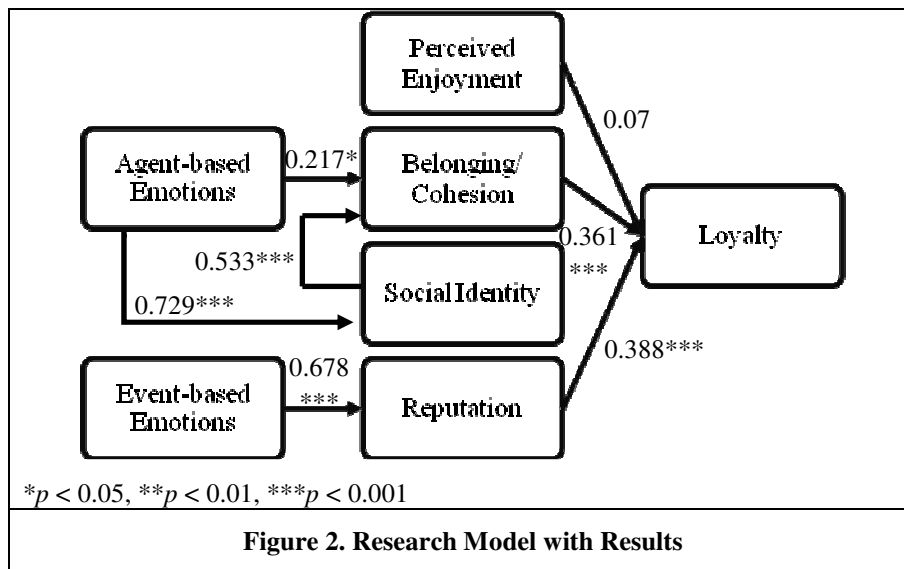 Perceived
Enjoyment
0.07
Agent-based
Emotions
0.217*
Belonging/
Cohesion
0.361
***
Loyalty
0.533***
Social Identity
0.729***
0.388***
Event-based
Emotions
0.678
***
Reputation
*p < 0.05, **p < 0.01, ***p < 0.001
Figure 2. Research Model with Results